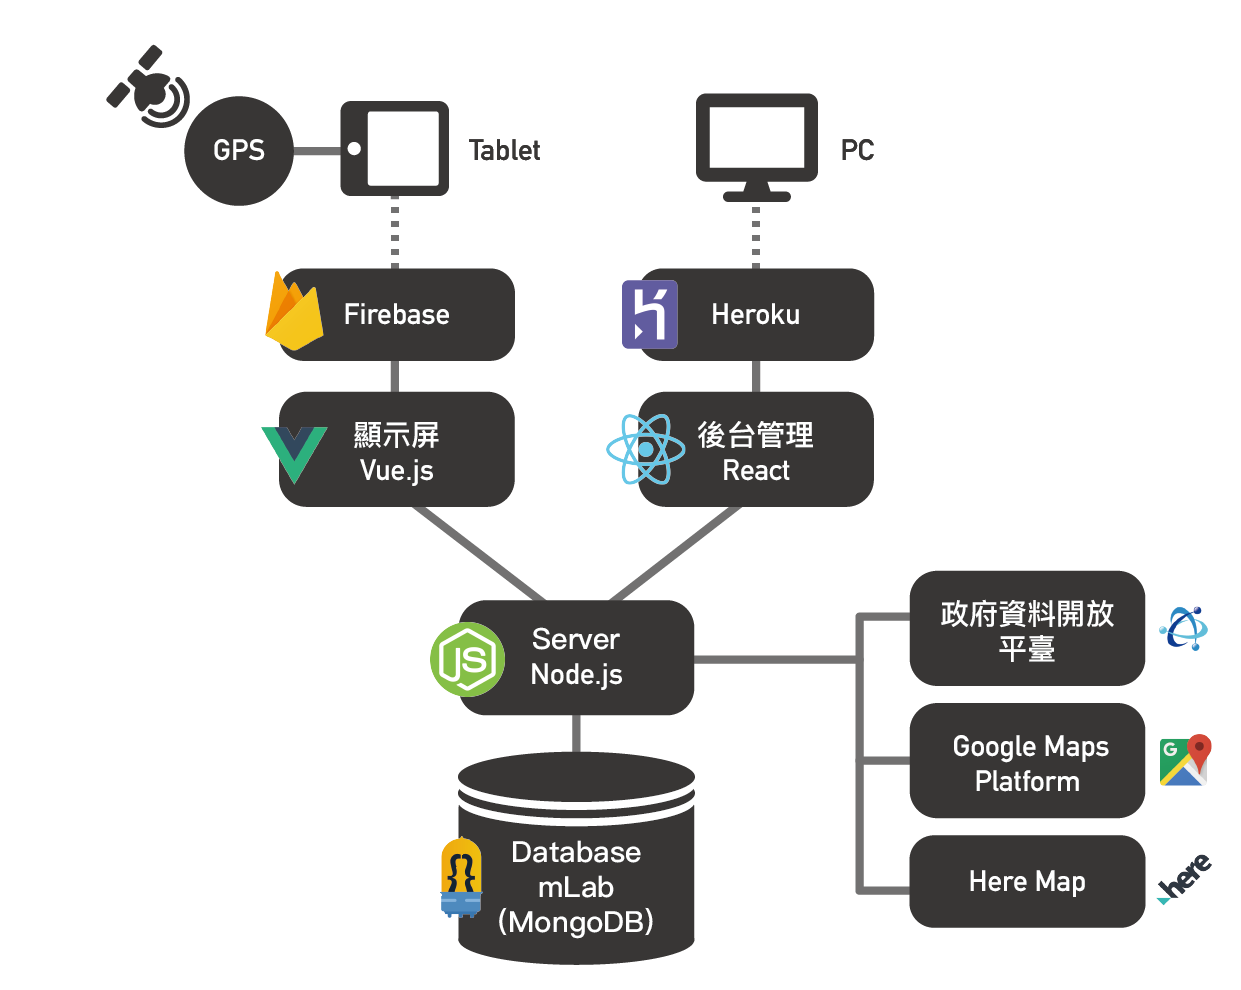 GPS
Tablet
PC
Firebase
Heroku
顯示屏
Vue.js
後台管理
React
Server
Node.js
JS
政府資料開放
平臺
Google Maps
Platform
G
Here Map
here
Database
mLab
(MongoDB)
{}